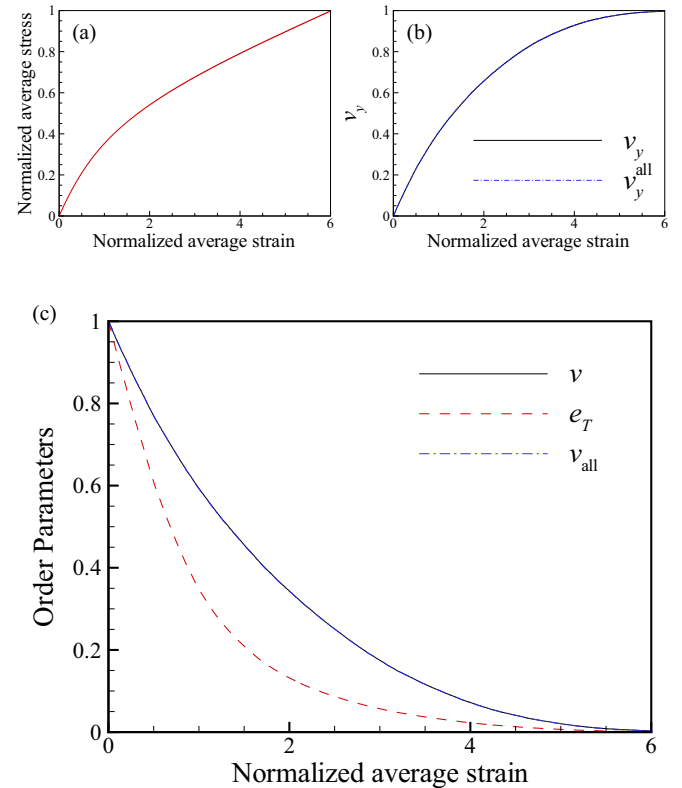 (a)
Normalized average stress
1
0.8
0.6
0.4
0.2
0
0 2 4 6
Normalized average strain
(b)
v_y
1
0.8
0.6
0.4
0.2
0
v_y
v_y^all
0 2 4 6
Normalized average strain
(c)
Order Parameters
1
0.8
0.6
0.4
0.2
0
v
e_T
v_all
0 2 4 6
Normalized average strain